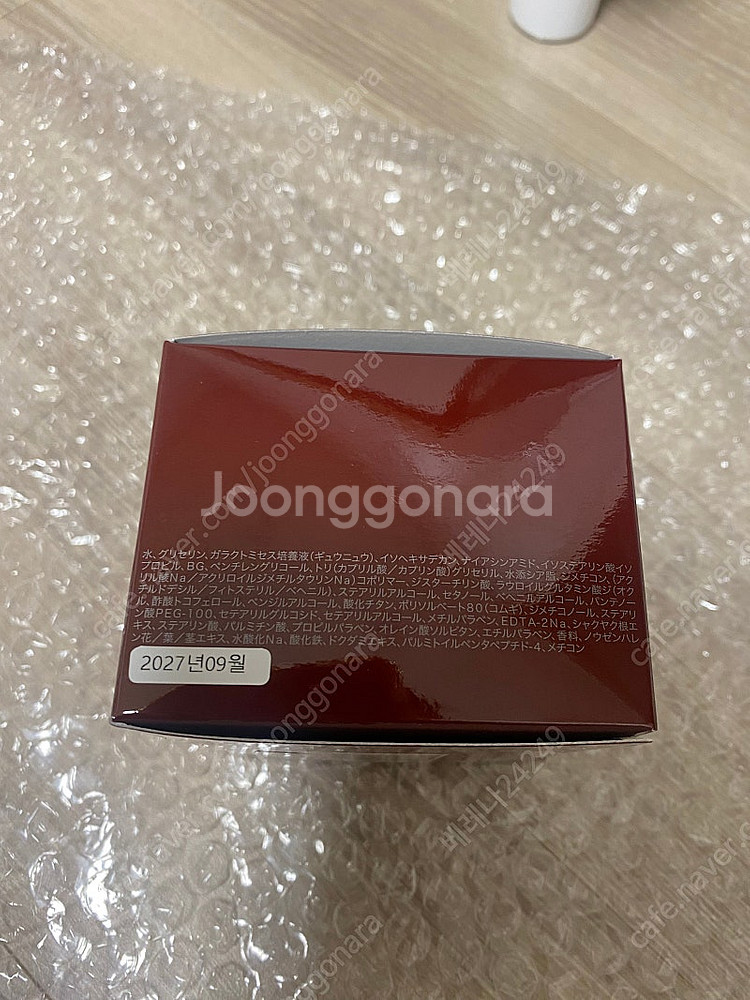 Joonggonara
水、グリセリン、ガラクトミセス培養液（ギュウニュウ）、イソヘキサデカン、ナイアシンアミド、イソステアリン酸イソ
プロピル、BG、ペンチレングリコール、トリ（カプリル酸／カプリン酸）グリセリル、水添シア脂、ジメチコン、（アク
リル酸Na／アクリロイルジメチルタウリンNa）コポリマー、ジスターチリン酸、ラウロイルグルタミン酸ジ（オク
チルドデシル／フィトステリル／ベヘニル）、ステアリルアルコール、セタノール、ベヘニルアルコール、パンテノー
ル、酢酸トコフェロール、ベンジルアルコール、酸化チタン、ポリソルベート80（コムギ）、ジメチコノール、ステアリ
ン酸PEG-100、セテアリルグルコシド、セテアリルアルコール、メチルパラベン、EDTA-2Na、シャクヤク根エ
キス、ステアリン酸、パルミチン酸、プロピルパラベン、オレイン酸ソルビタン、エチルパラベン、香料、ノウゼンハレ
ン花／葉／茎エキス、水酸化Na、酸化鉄、ドクダミエキス、パルミトイルペンタペプチド-4、メチコン
2027년09월
cafe.naver.com/joonggonara
베레니24249